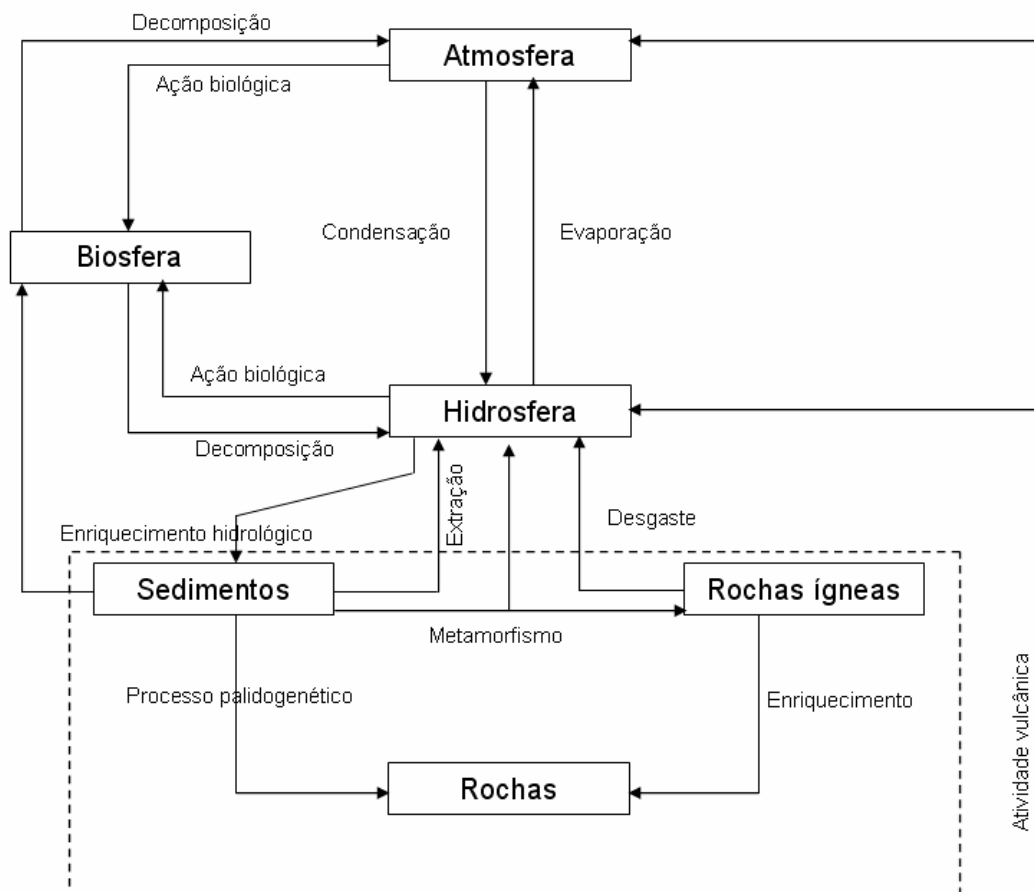 Decomposição
Atmosfera
Ação biológica
Condensação
Evaporação
Biosfera
Ação biológica
Hidrosfera
Decomposição
Extração
Desgaste
Enriquecimento hidrológico
Sedimentos
Rochas ígneas
Metamorfismo
Processo palidogenético
Enriquecimento
Atividade vulcânica
Rochas